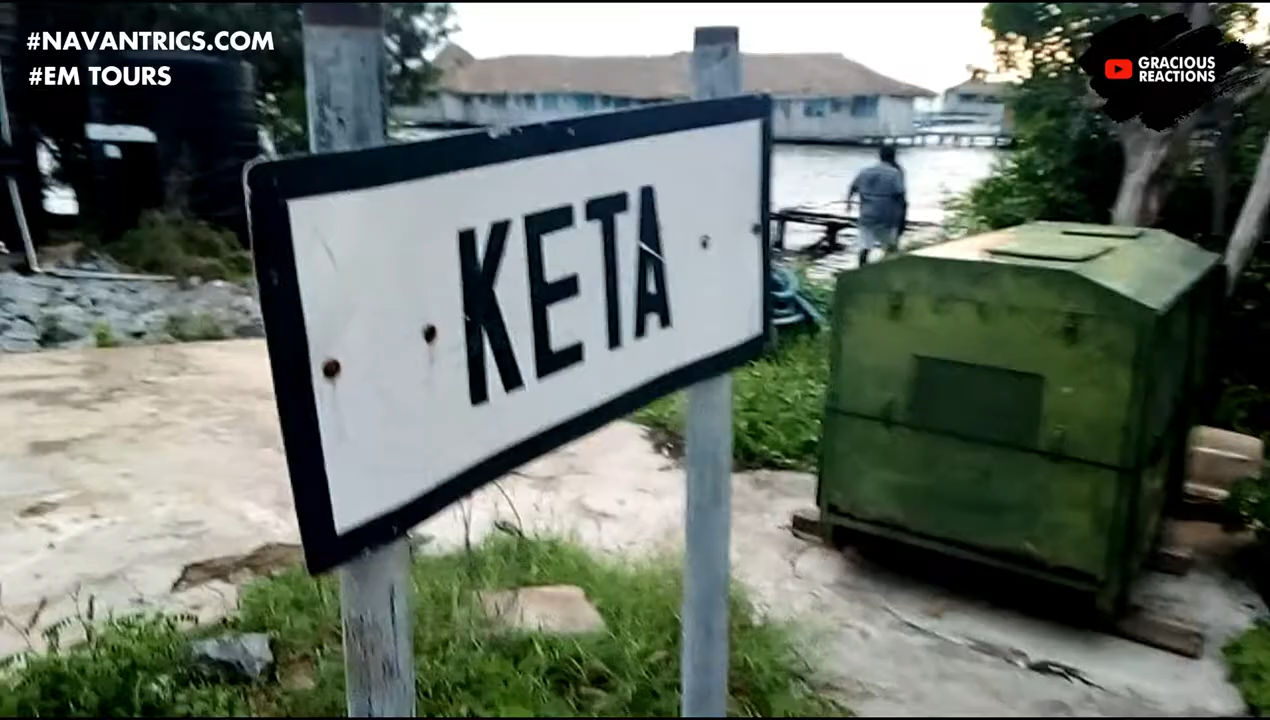 #NAVANTRICS.COM
#EM TOURS
GRACIOUS
REACTIONS
KETA